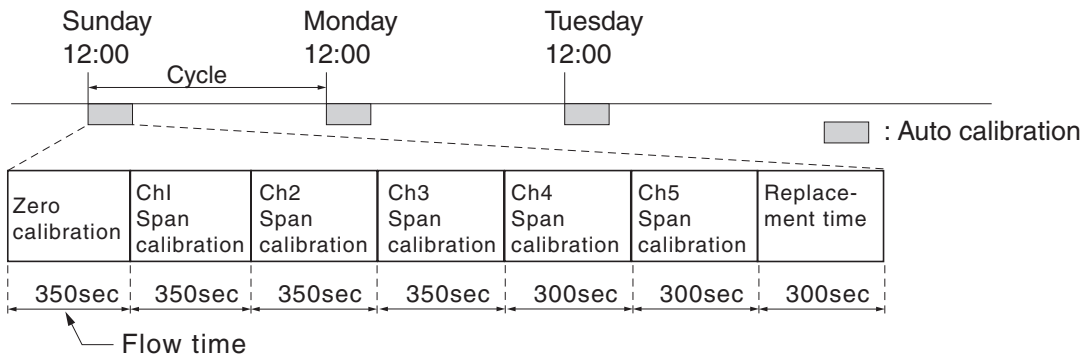 Sunday
12:00
Monday
12:00
Tuesday
12:00
Cycle
: Auto calibration
Zero
calibration
Ch1
Span
calibration
Ch2
Span
calibration
Ch3
Span
calibration
Ch4
Span
calibration
Ch5
Span
calibration
Replace-
ment time
350sec 350sec 350sec 350sec 300sec 300sec 300sec
Flow time